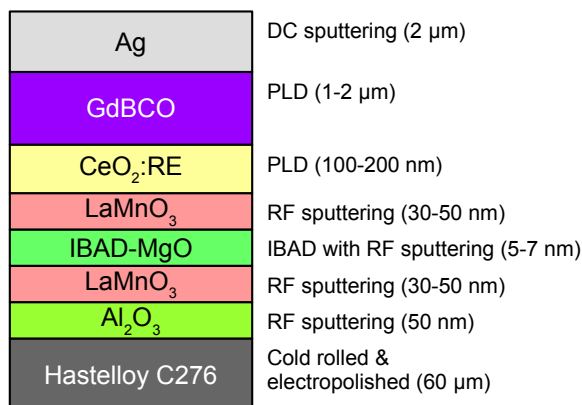 Ag
DC sputtering (2 µm)
GdBCO
PLD (1-2 µm)
CeO₂:RE
PLD (100-200 nm)
LaMnO₃
RF sputtering (30-50 nm)
IBAD-MgO
IBAD with RF sputtering (5-7 nm)
LaMnO₃
RF sputtering (30-50 nm)
Al₂O₃
RF sputtering (50 nm)
Hastelloy C276
Cold rolled &
electropolished (60 µm)